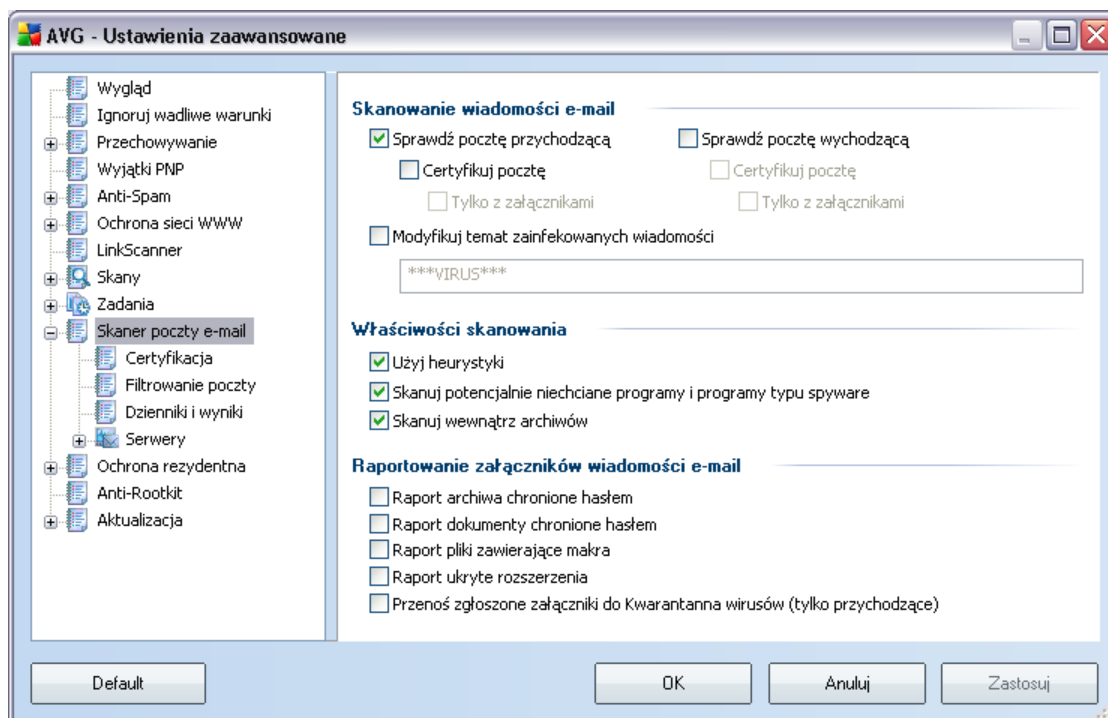 AVG - Ustawienia zaawansowane
Wygląd
Ignoruj wadliwe warunki
Przechowywanie
Wyjątki PNP
Anti-Spam
Ochrona sieci WWW
LinkScanner
Skany
Zadania
Skaner poczty e-mail
Certyfikacja
Filtrowanie poczty
Dzienniki i wyniki
Serwery
Ochrona rezydentna
Anti-Rootkit
Aktualizacja
Skanowanie wiadomości e-mail
Sprawdź pocztę przychodzącą Sprawdź pocztę wychodzącą
Certyfikuj pocztę Certyfikuj pocztę
Tylko z załącznikami Tylko z załącznikami
Modyfikuj temat zainfekowanych wiadomości
***VIRUS***
Właściwości skanowania
Użyj heurystyki
Skanuj potencjalnie niechciane programy i programy typu spyware
Skanuj wewnątrz archiwów
Raportowanie załączników wiadomości e-mail
Raport archiwa chronione hasłem
Raport dokumenty chronione hasłem
Raport pliki zawierające makra
Raport ukryte rozszerzenia
Przenoś zgłoszone załączniki do Kwarantanna wirusów (tylko przychodzące)
Default OK Anuluj Zastosuj